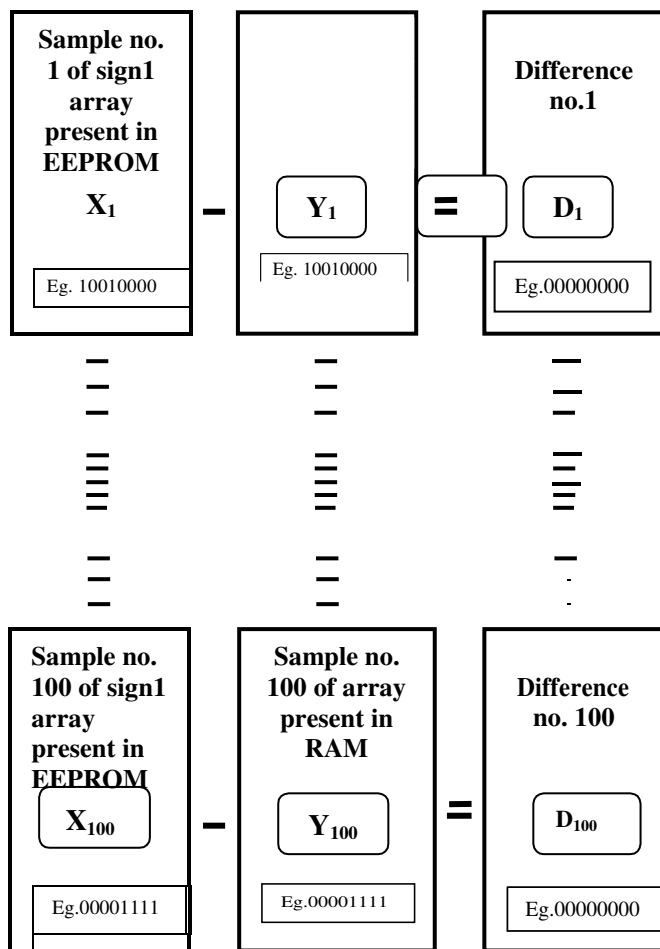 Sample no.
1 of sign1
array
present in
EEPROM
X₁
Eg. 10010000
–
Y₁
Eg. 10010000
=
Difference
no.1
D₁
Eg.00000000
Sample no.
100 of sign1
array
present in
EEPROM
X₁₀₀
Eg.00001111
–
Sample no.
100 of array
present in
RAM
Y₁₀₀
Eg.00001111
=
Difference
no. 100
D₁₀₀
Eg.00000000